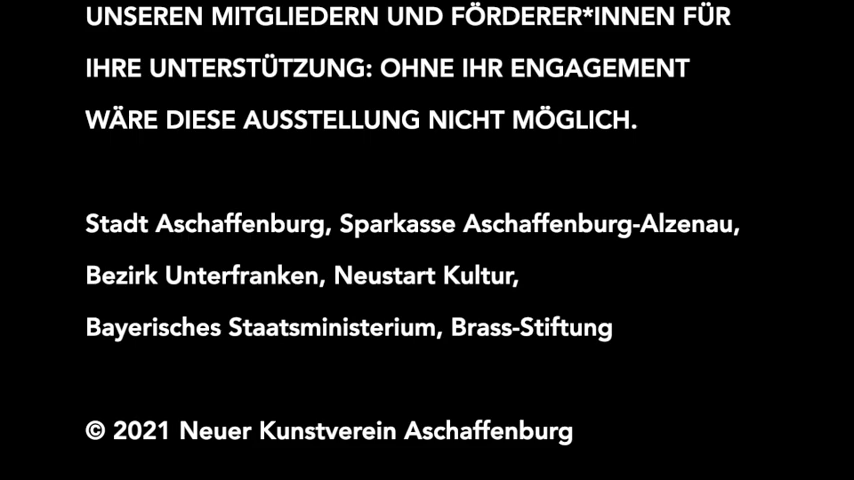 UNSEREN MITGLIEDERN UND FÖRDERER*INNEN FÜR
IHRE UNTERSTÜTZUNG: OHNE IHR ENGAGEMENT
WÄRE DIESE AUSSTELLUNG NICHT MÖGLICH.
Stadt Aschaffenburg, Sparkasse Aschaffenburg-Alzenau,
Bezirk Unterfranken, Neustart Kultur,
Bayerisches Staatsministerium, Brass-Stiftung
© 2021 Neuer Kunstverein Aschaffenburg